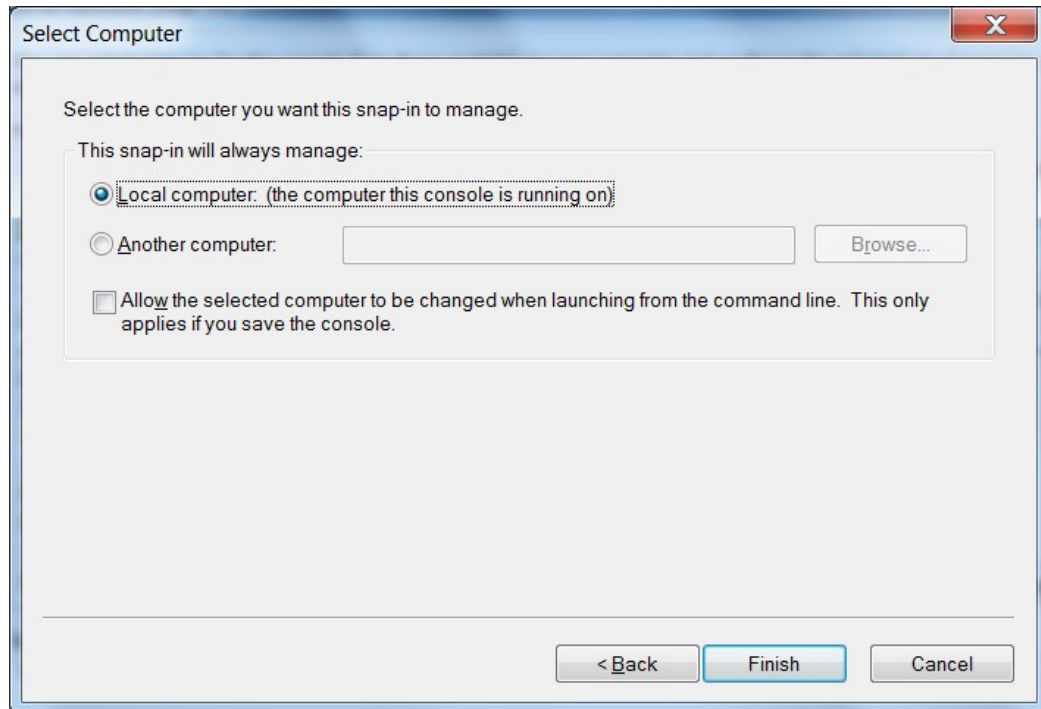 Select Computer
X
Select the computer you want this snap-in to manage.
This snap-in will always manage:
Local computer:  (the computer this console is running on)
Another computer:
Browse...
Allow the selected computer to be changed when launching from the command line.  This only
applies if you save the console.
< Back
Finish
Cancel